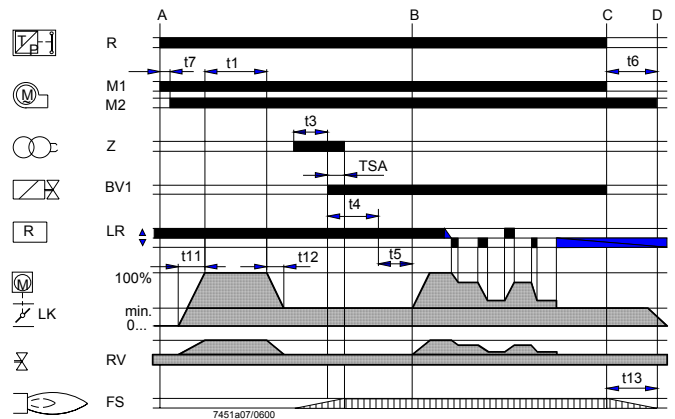 A B C D
R
t7 t1 t6
M1
M2
t3
Z
TSA
BV1
t4
R LR
t11 t12 t5
100%
M
LK min.
0...
RV
t13
FS
7451a07/0600
T P
M